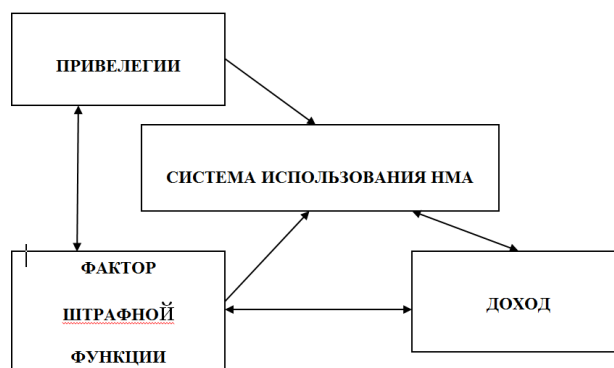 ПРИВЕЛЕГИИ
СИСТЕМА ИСПОЛЬЗОВАНИЯ НМА
ФАКТОР
ШТРАФНОЙ
ФУНКЦИИ
ДОХОД